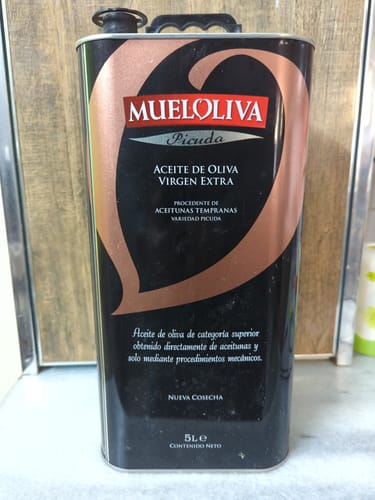 MUELOLIVA
Picuda
ACEITE DE OLIVA
VIRGEN EXTRA
PROCEDENTE DE
ACEITUNAS TEMPRANAS
VARIEDAD PICUDA
Aceite de oliva de categoría superior
obtenido directamente de aceitunas y
solo mediante procedimientos mecánicos.
NUEVA COSECHA
5L e
CONTENIDO NETO